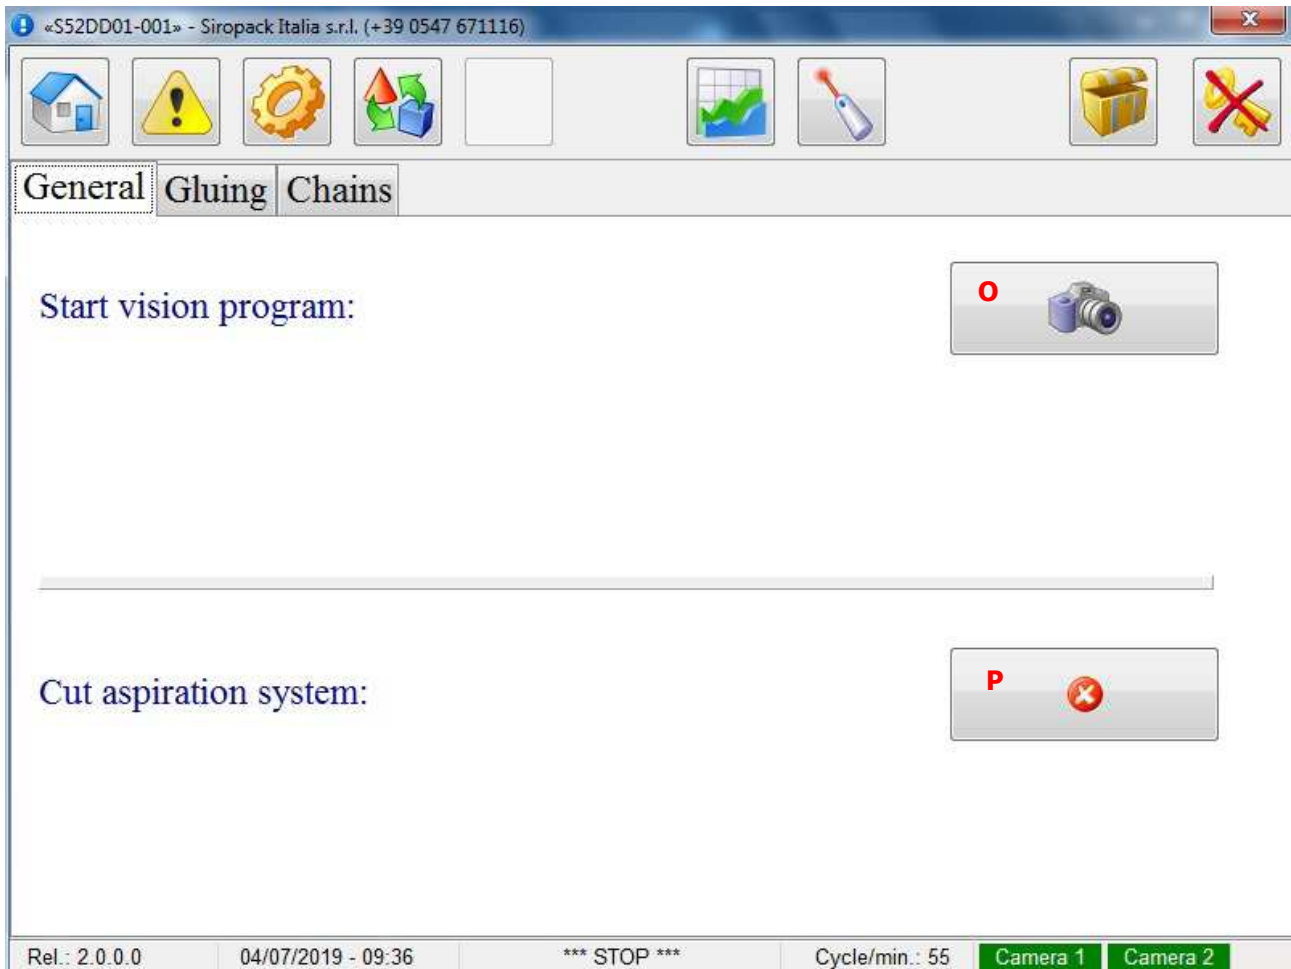 «S52DD01-001» - Siropack Italia s.r.l. (+39 0547 671116)
General Gluing Chains
Start vision program:
O
Cut aspiration system:
P
Rel.: 2.0.0.0 04/07/2019 - 09:36 *** STOP *** Cycle/min.: 55 Camera 1 Camera 2